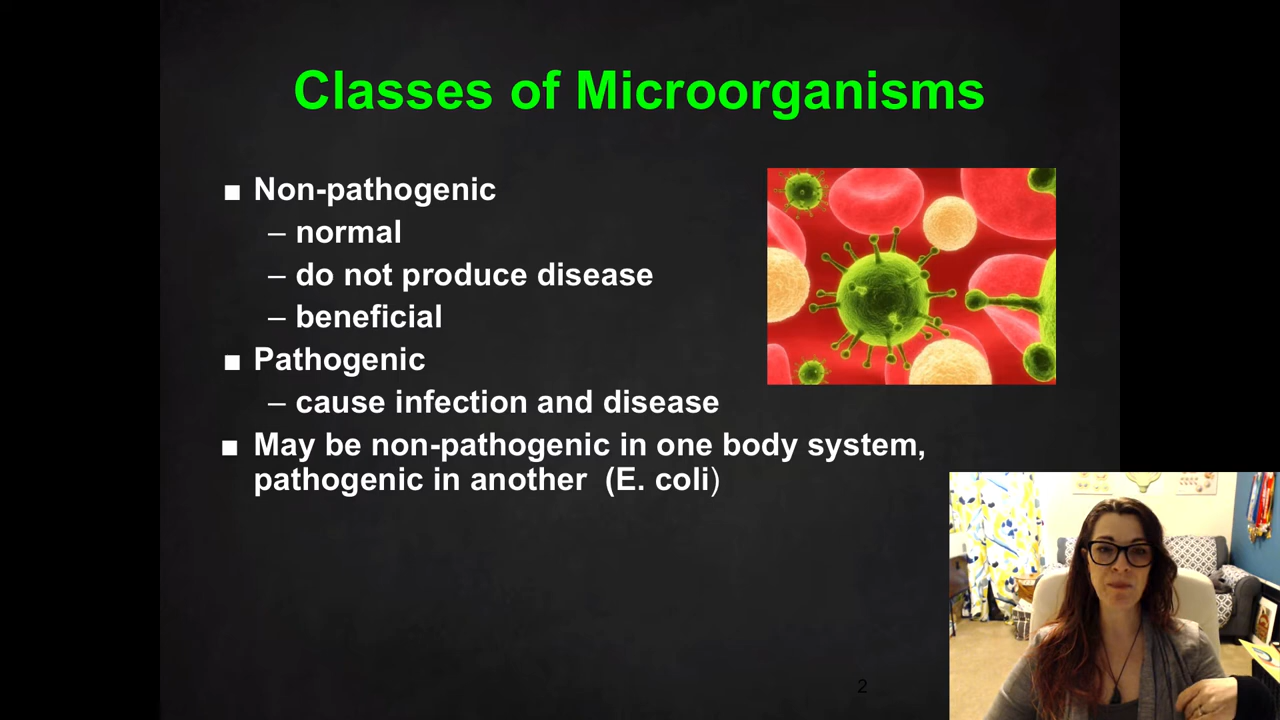 Classes of Microorganisms
■ Non-pathogenic
– normal
– do not produce disease
– beneficial
■ Pathogenic
– cause infection and disease
■ May be non-pathogenic in one body system,
pathogenic in another  (E. coli)
2